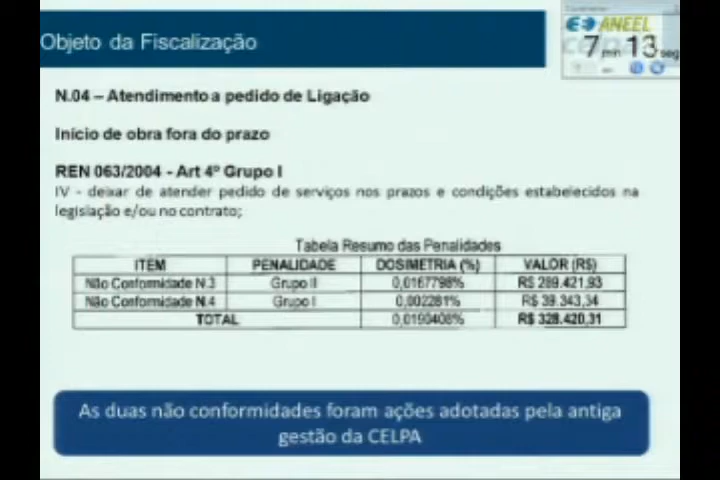 Objeto da Fiscalização
ANEEL
7 min 13 seg
N.04 – Atendimento a pedido de Ligação
Início de obra fora do prazo
REN 063/2004 - Art 4º Grupo I
IV - deixar de atender pedido de serviços nos prazos e condições estabelecidos na
legislação e/ou no contrato;
Tabela Resumo das Penalidades
ITEM PENALIDADE DOSIMETRIA (%) VALOR (R$)
Não Conformidade N.3 Grupo II 0,0167798% R$ 289.421,93
Não Conformidade N.4 Grupo I 0,002281% R$ 39.343,34
TOTAL 0,0190408% R$ 328.420,31
As duas não conformidades foram ações adotadas pela antiga
gestão da CELPA